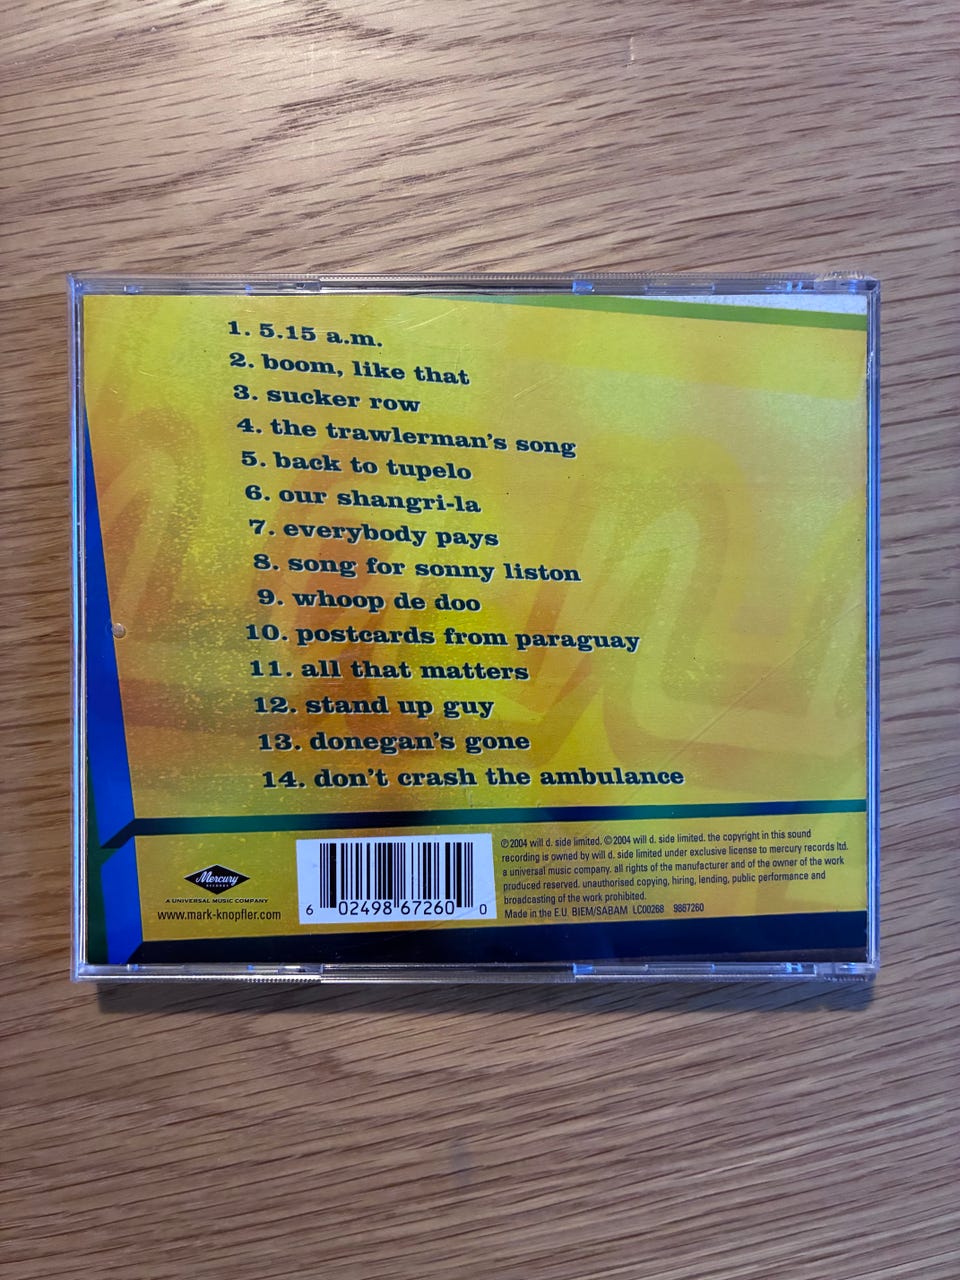 1. 5.15 a.m.
2. boom, like that
3. sucker row
4. the trawlerman's song
5. back to tupelo
6. our shangri-la
7. everybody pays
8. song for sonny liston
9. whoop de doo
10. postcards from paraguay
11. all that matters
12. stand up guy
13. donegan's gone
14. don't crash the ambulance
Mercury
RECORDS
A UNIVERSAL MUSIC COMPANY
www.mark-knopfler.com
6 02498 67260 0
℗2004 will d. side limited. ©2004 will d. side limited. the copyright in this sound
recording is owned by will d. side limited under exclusive license to mercury records ltd.
a universal music company. all rights of the manufacturer and of the owner of the work
produced reserved. unauthorised copying, hiring, lending, public performance and
broadcasting of the work prohibited.
Made in the E.U. BIEM/SABAM LC00268 9867260